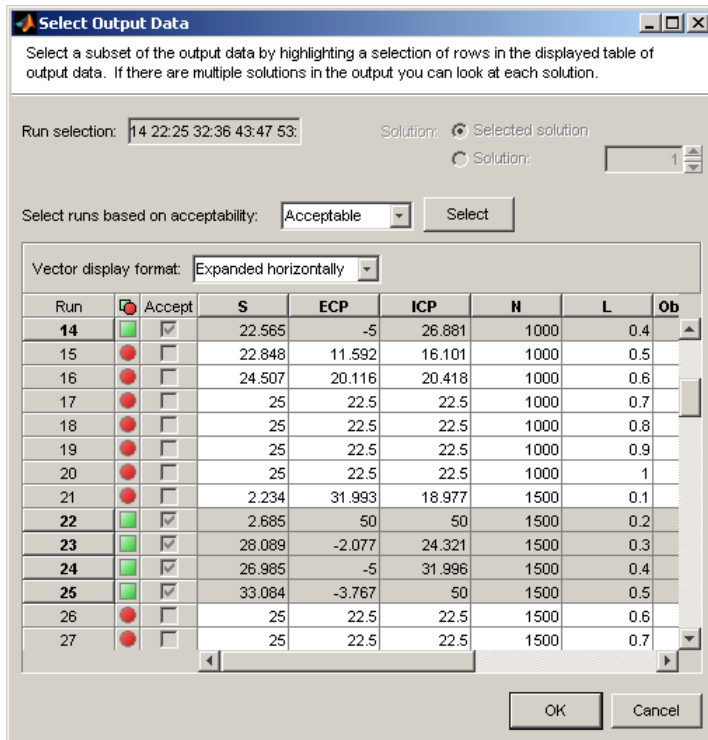 Select Output Data
Select a subset of the output data by highlighting a selection of rows in the displayed table of
output data. If there are multiple solutions in the output you can look at each solution.
Run selection: 14 22:25 32:36 43:47 53: Solution: Selected solution
Solution: 1
Select runs based on acceptability: Acceptable Select
Vector display format: Expanded horizontally
Run Accept S ECP ICP N L Ob
14 22.565 -5 26.881 1000 0.4
15 22.848 11.592 16.101 1000 0.5
16 24.507 20.116 20.418 1000 0.6
17 25 22.5 22.5 1000 0.7
18 25 22.5 22.5 1000 0.8
19 25 22.5 22.5 1000 0.9
20 25 22.5 22.5 1000 1
21 2.234 31.993 18.977 1500 0.1
22 2.685 50 50 1500 0.2
23 28.089 -2.077 24.321 1500 0.3
24 26.985 -5 31.996 1500 0.4
25 33.084 -3.767 50 1500 0.5
26 25 22.5 22.5 1500 0.6
27 25 22.5 22.5 1500 0.7
OK Cancel